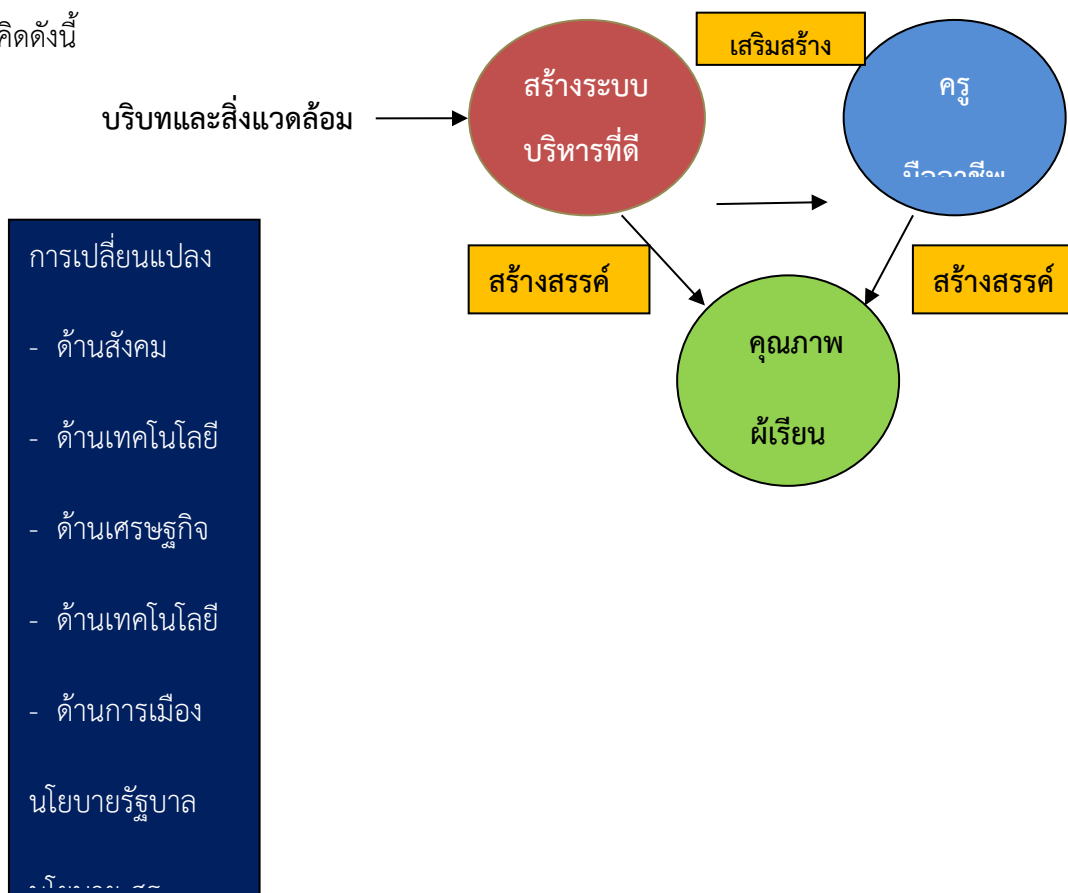 คิดดังนี้
เสริมสร้าง
สร้างระบบ
บริหารที่ดี
ครู
มืออาชีพ
บริบทและสิ่งแวดล้อม
สร้างสรรค์
สร้างสรรค์
คุณภาพ
ผู้เรียน
การเปลี่ยนแปลง
- ด้านสังคม
- ด้านเทคโนโลยี
- ด้านเศรษฐกิจ
- ด้านเทคโนโลยี
- ด้านการเมือง
นโยบายรัฐบาล